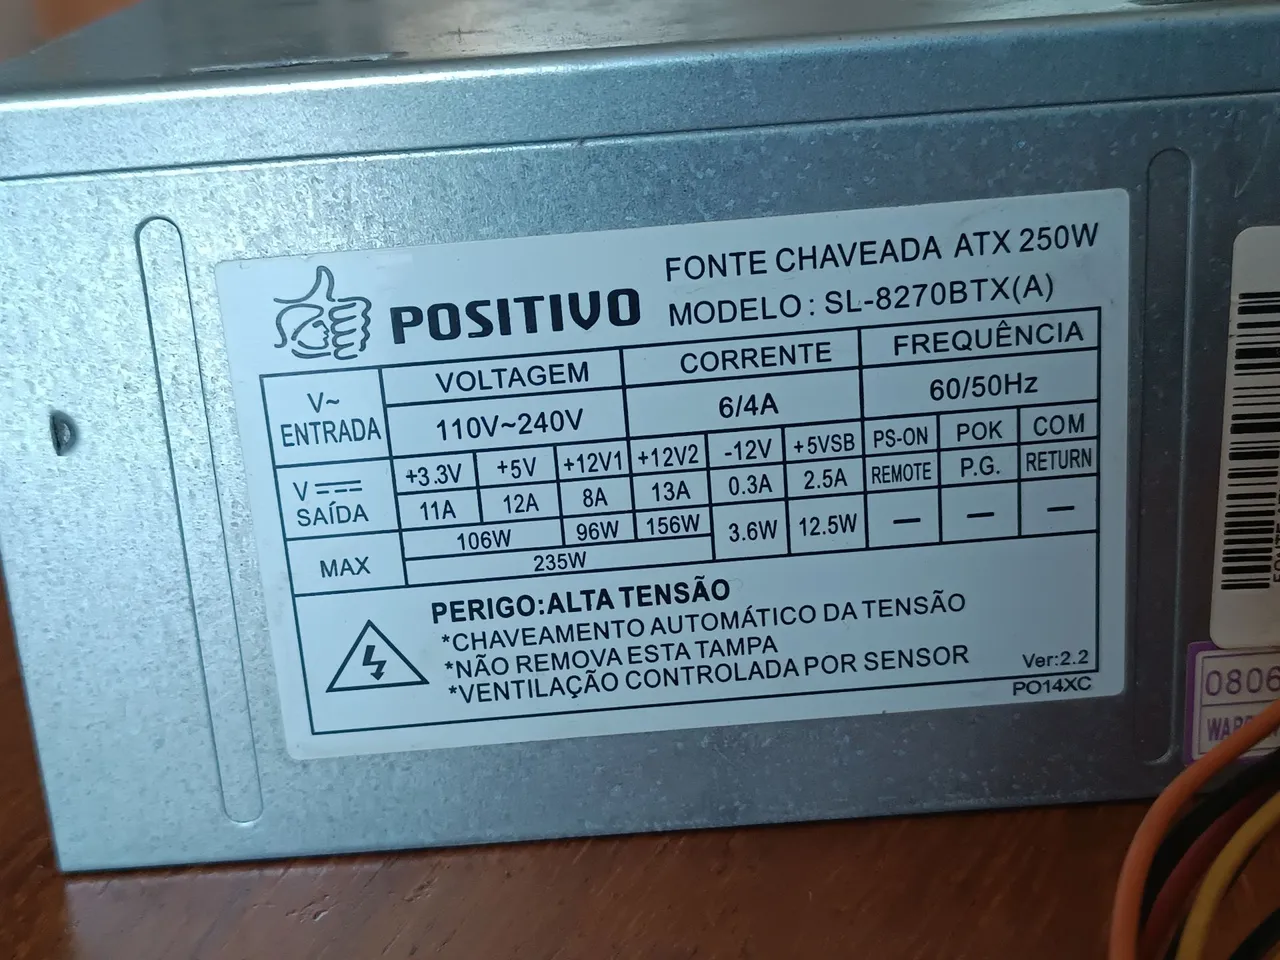 POSITIVO
FONTE CHAVEADA ATX 250W
MODELO : SL-8270BTX(A)
V~ ENTRADA VOLTAGEM CORRENTE FREQUÊNCIA
110V~240V 6/4A 60/50Hz
V SAÍDA +3.3V +5V +12V1 +12V2 -12V +5VSB PS-ON POK COM
11A 12A 8A 13A 0.3A 2.5A REMOTE P.G. RETURN
MAX 106W 96W 156W 3.6W 12.5W — — —
235W
PERIGO:ALTA TENSÃO
*CHAVEAMENTO AUTOMÁTICO DA TENSÃO
*NÃO REMOVA ESTA TAMPA
*VENTILAÇÃO CONTROLADA POR SENSOR
Ver:2.2
PO14XC
0806